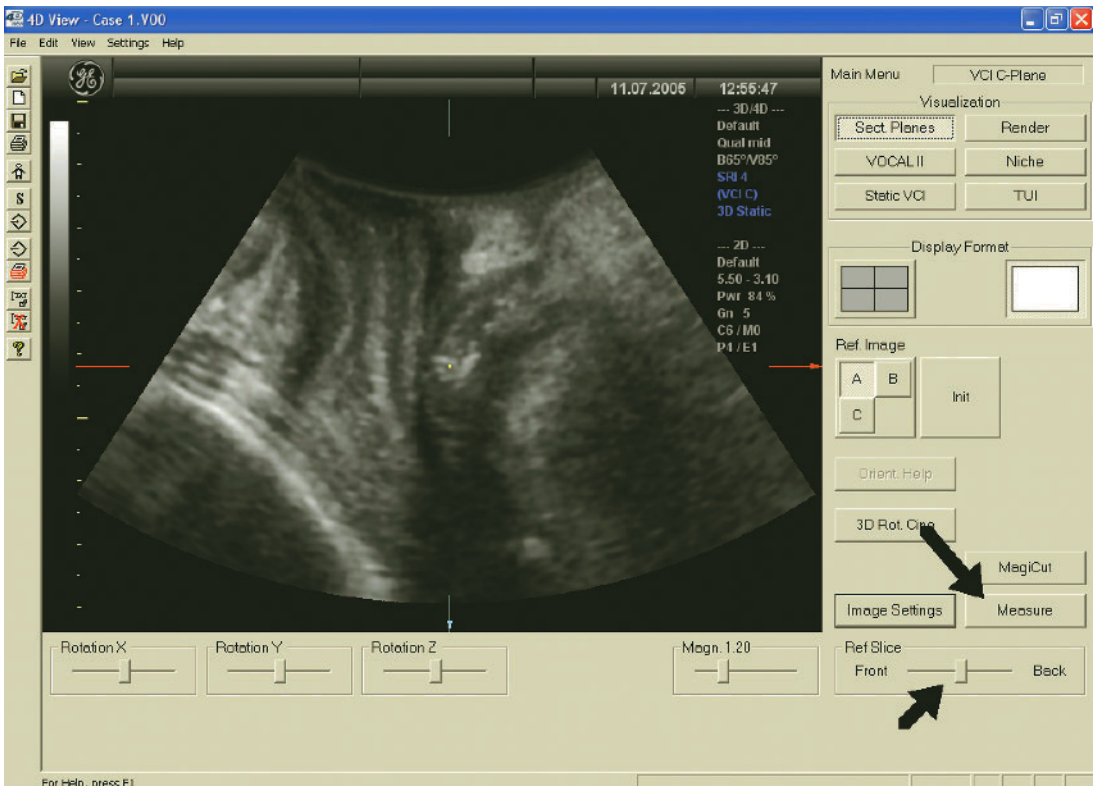 4D View - Case 1.V00
File Edit View Settings Help
GE
11.07.2005 12:55:47
--- 3D/4D ---
Default
Qual mid
B65°/V85°
SRI 4
(VCI C)
3D Static
--- 2D ---
Default
5.50 - 3.10
Pwr 84 %
Gn 5
C6 / M0
P4 / E1
Main Menu VCI C-Plane
Visualization
Sect. Planes Render
VOCAL II Niche
Static VCI TUI
Display Format
Ref. Image
A B
C
Init
Orient. Help
3D Rot. Cine
MagiCut
Image Settings Measure
Rotation X Rotation Y Rotation Z Magn. 1.20 Ref Slice
Front Back
For Help, press F1